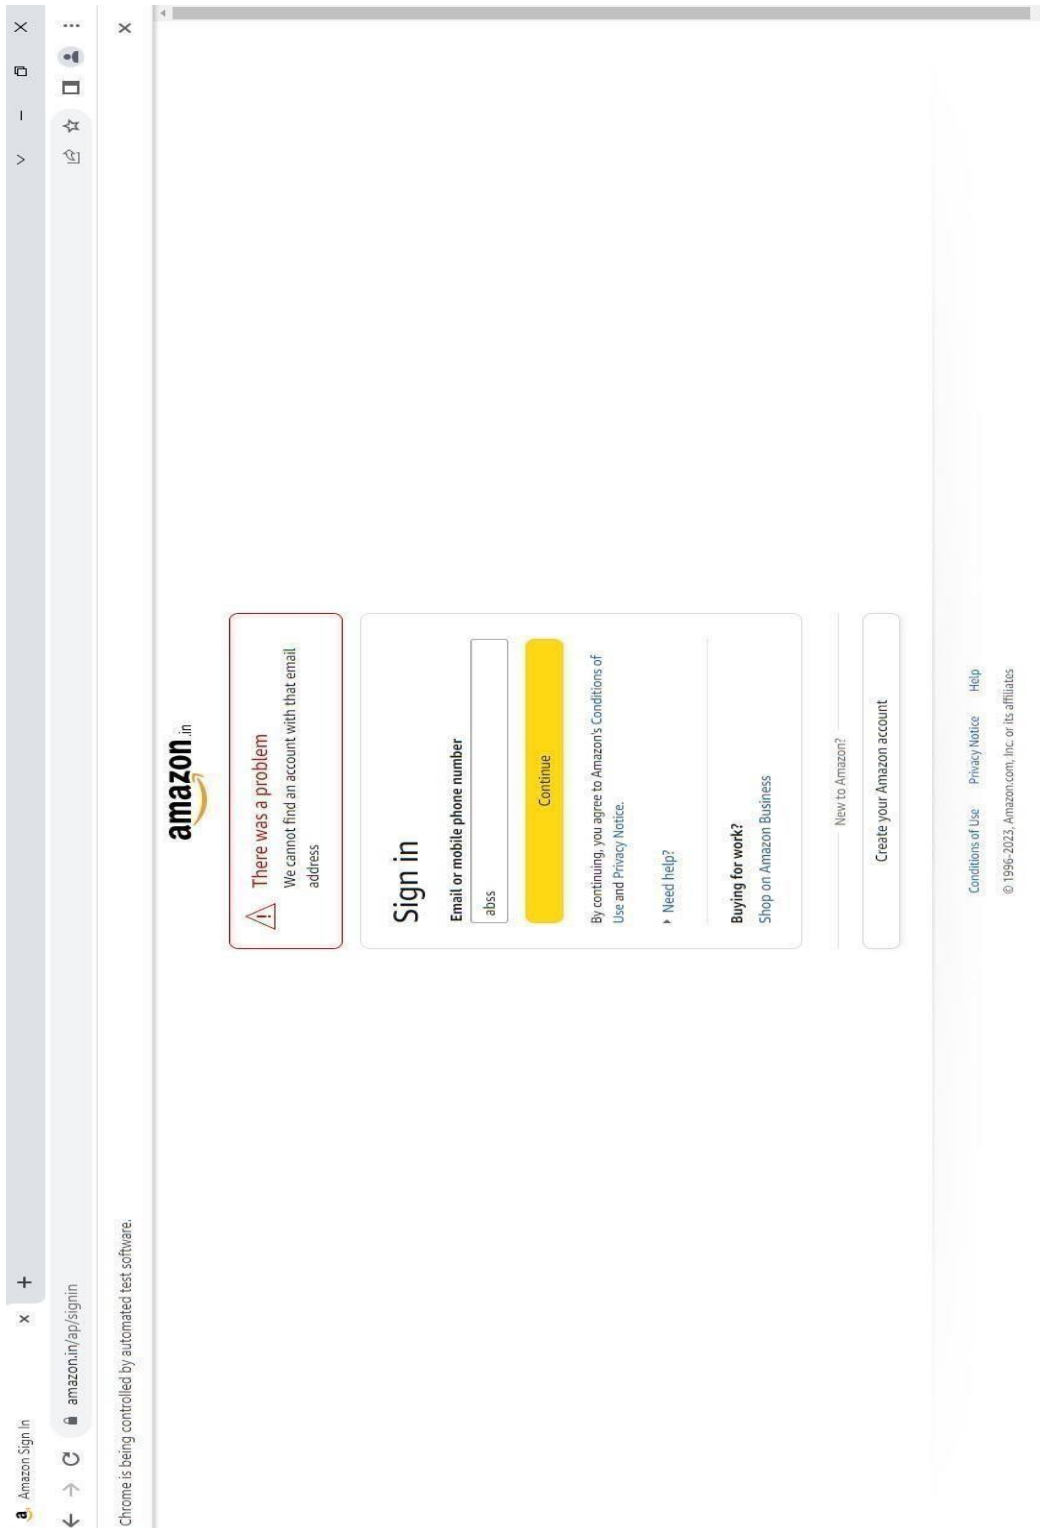 Amazon Sign In
amazon.in/ap/signin
Chrome is being controlled by automated test software.
amazon.in
There was a problem
We cannot find an account with that email
address
Sign in
Email or mobile phone number
abss
Continue
By continuing, you agree to Amazon's Conditions of
Use and Privacy Notice.
Need help?
Buying for work?
Shop on Amazon Business
New to Amazon?
Create your Amazon account
Conditions of Use Privacy Notice Help
© 1996-2023, Amazon.com, Inc. or its affiliates